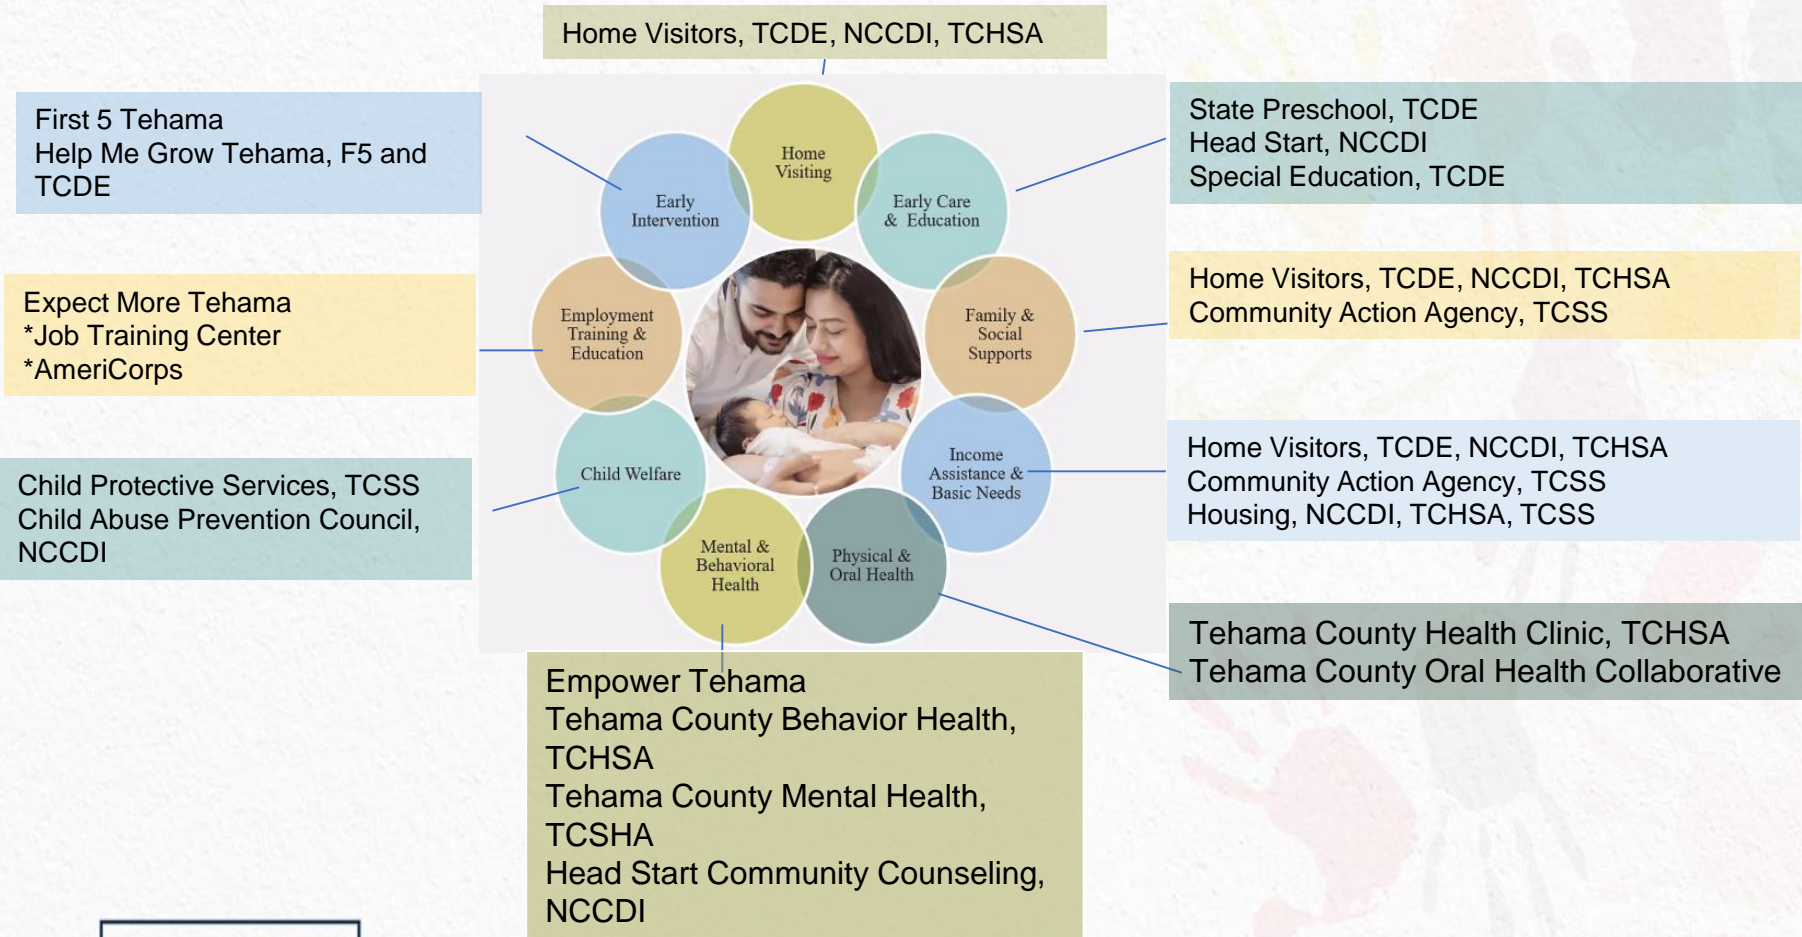 Home Visitors, TCDE, NCCDI, TCHSA
First 5 Tehama
Help Me Grow Tehama, F5 and
TCDE
Expect More Tehama
*Job Training Center
*AmeriCorps
Child Protective Services, TCSS
Child Abuse Prevention Council,
NCCDI
Home
Visiting
Early
Intervention
Early Care
& Education
Employment
Training &
Education
Family &
Social
Supports
Child Welfare
Income
Assistance &
Basic Needs
Mental &
Behavioral
Health
Physical &
Oral Health
State Preschool, TCDE
Head Start, NCCDI
Special Education, TCDE
Home Visitors, TCDE, NCCDI, TCHSA
Community Action Agency, TCSS
Home Visitors, TCDE, NCCDI, TCHSA
Community Action Agency, TCSS
Housing, NCCDI, TCHSA, TCSS
Tehama County Health Clinic, TCHSA
Tehama County Oral Health Collaborative
Empower Tehama
Tehama County Behavior Health,
TCHSA
Tehama County Mental Health,
TCSHA
Head Start Community Counseling,
NCCDI